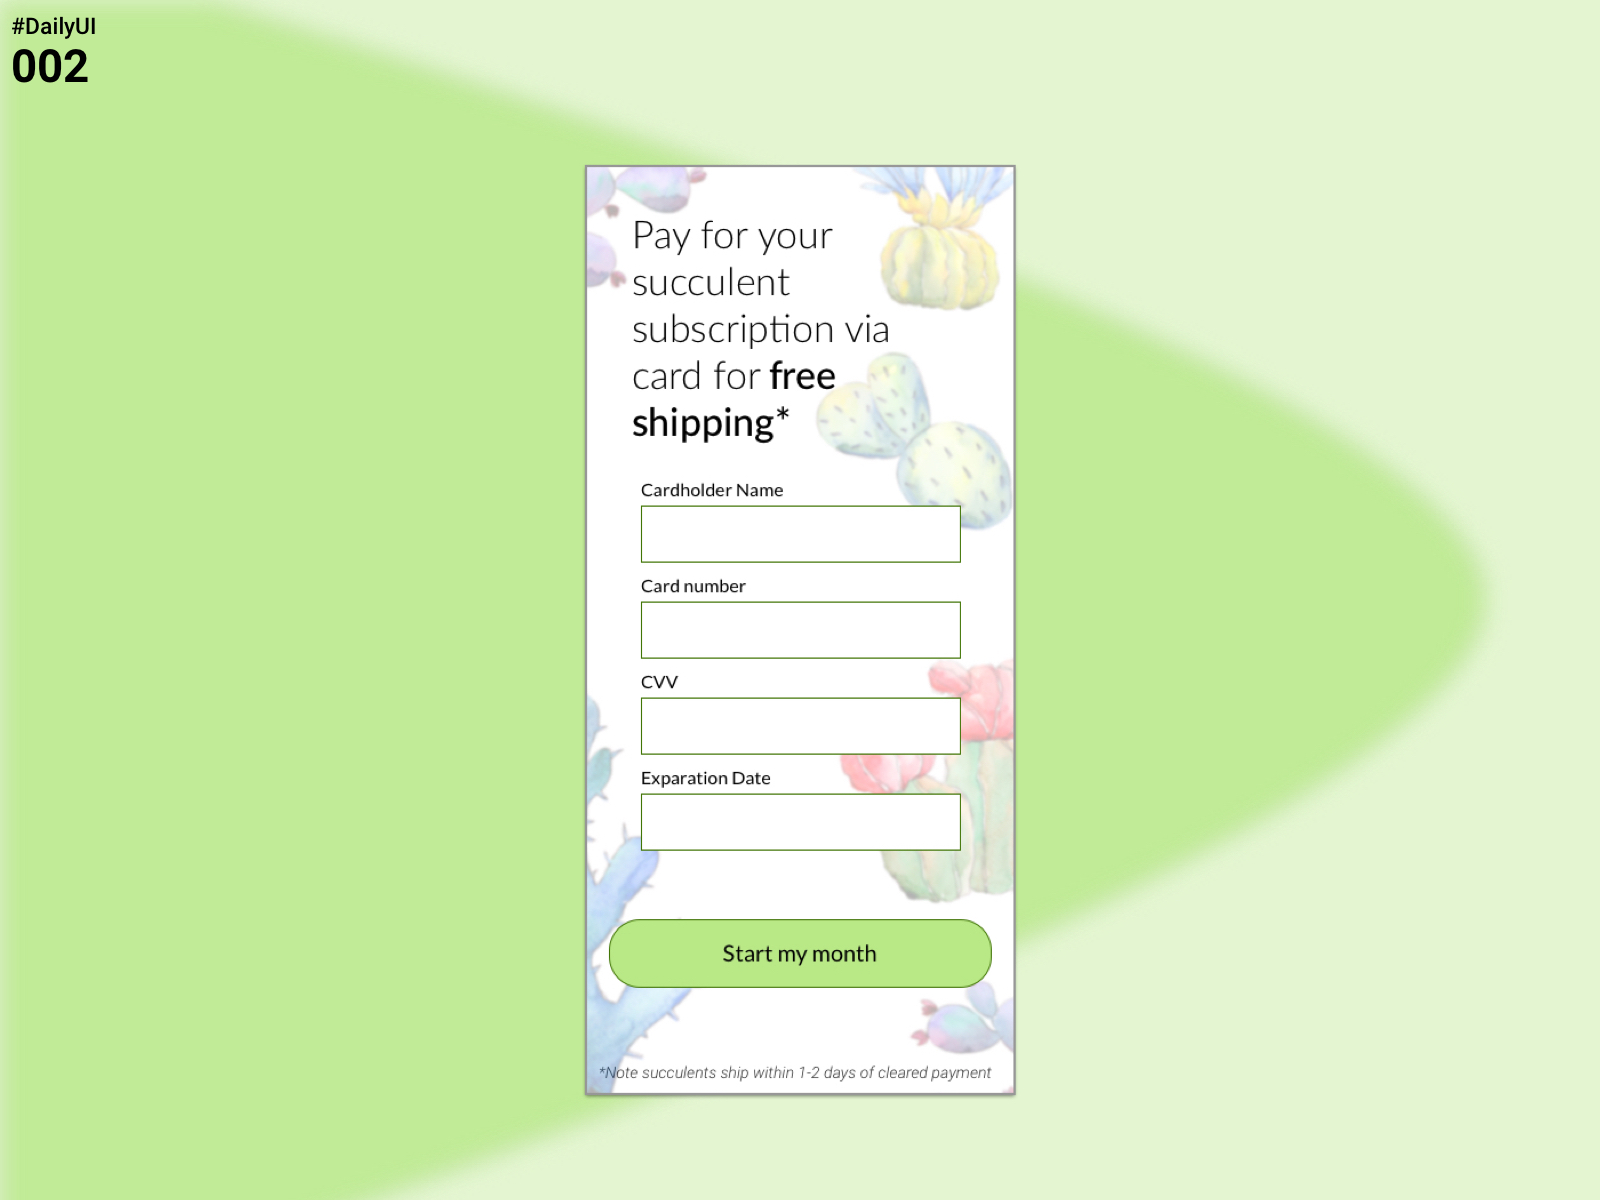 #DailyUI
002
Pay for your
succulent
subscription via
card for free
shipping*
Cardholder Name
Card number
CVV
Exparation Date
Start my month
*Note succulents ship within 1-2 days of cleared payment